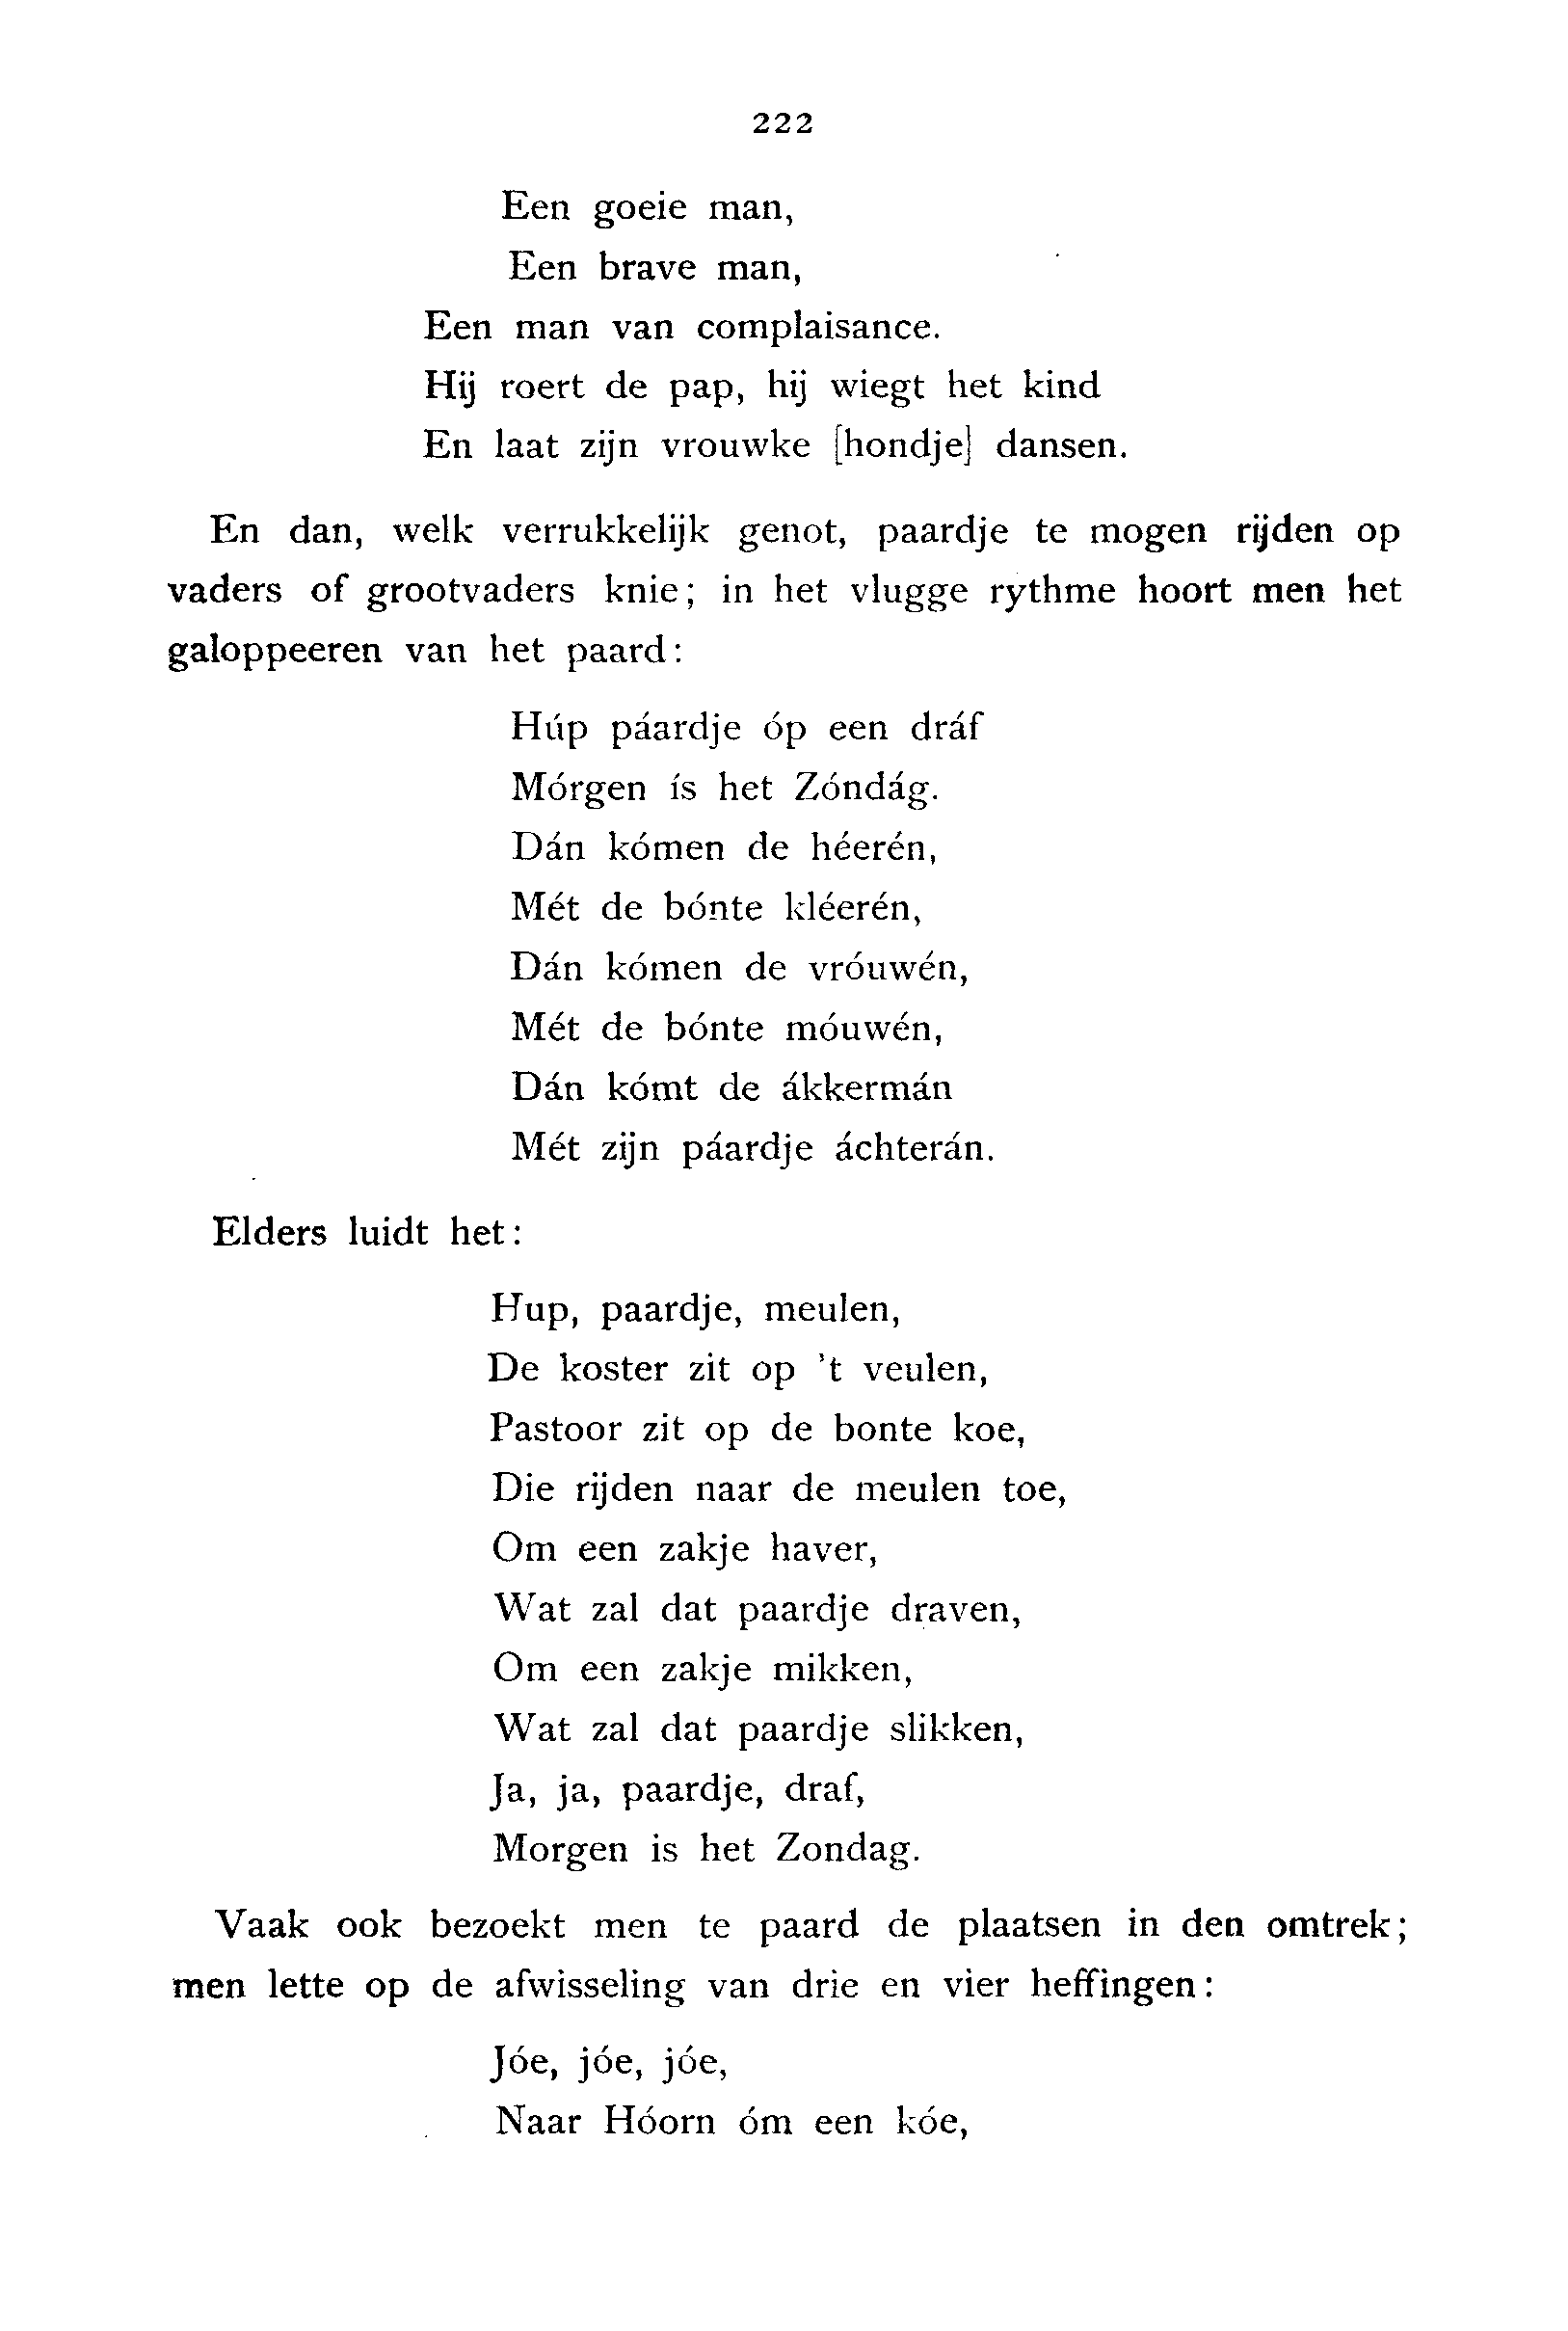 222
Een goeie man,
Een brave man,
Een man van complaisance.
Hij roert de pap, hij wiegt het kind
En laat zijn vrouwke [hondje] dansen.
En dan, welk verrukkelijk genot, paardje te mogen rijden op
vaders of grootvaders knie; in het vlugge rythme hoort men het
galoppeeren van het paard:
Húp páardje óp een dráf
Mórgen ís het Zóndág.
Dán kómen de héerén,
Mét de bónte kléerén,
Dán kómen de vróuwén,
Mét de bónte móuwén,
Dán kómt de ákkermán
Mét zijn páardje áchterán.
Elders luidt het:
Hup, paardje, meulen,
De koster zit op 't veulen,
Pastoor zit op de bonte koe,
Die rijden naar de meulen toe,
Om een zakje haver,
Wat zal dat paardje draven,
Om een zakje mikken,
Wat zal dat paardje slikken,
Ja, ja, paardje, draf,
Morgen is het Zondag.
Vaak ook bezoekt men te paard de plaatsen in den omtrek;
men lette op de afwisseling van drie en vier heffingen:
Jóe, jóe, jóe,
Naar Hóorn óm een kóe,